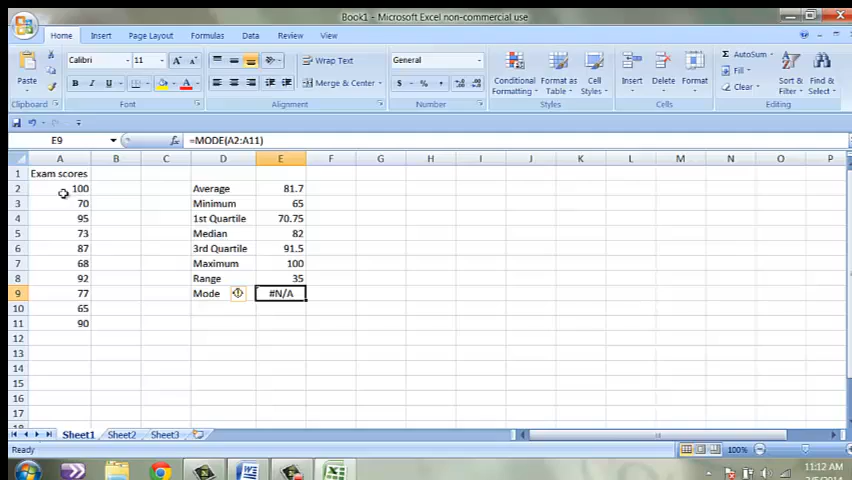 Book1 - Microsoft Excel non-commercial use
Home Insert Page Layout Formulas Data Review View
Paste
Clipboard
Calibri 11
B I U
Font
Wrap Text
Merge & Center
Alignment
General
$ % ,
Number
Conditional Formatting
Format as Table
Cell Styles
Styles
Insert Delete Format
Cells
AutoSum
Fill
Clear
Sort & Filter
Find & Select
Editing
E9 fx =MODE(A2:A11)
A B C D E F G H I J K L M N O P
1 Exam scores
2 100 Average 81.7
3 70 Minimum 65
4 95 1st Quartile 70.75
5 73 Median 82
6 87 3rd Quartile 91.5
7 68 Maximum 100
8 92 Range 35
9 77 Mode #N/A
10 65
11 90
12
13
14
15
16
17
Sheet1 Sheet2 Sheet3
Ready 100%
11:12 AM